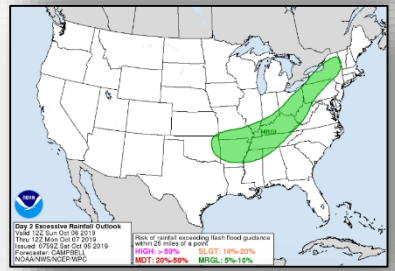 MRGL
NOAA
Day 2 Excessive Rainfall Outlook
Valid 12Z Sun Oct 06 2019
Thru 12Z Mon Oct 07 2019
Issued: 0759Z Sat Oct 05 2019
Forecaster: CAMPBELL
NOAA/NWS/NCEP/WPC
Risk of rainfall exceeding flash flood guidance
within 25 miles of a point
HIGH: > 50% SLGT: 10%-20%
MDT: 20%-50% MRGL: 5%-10%